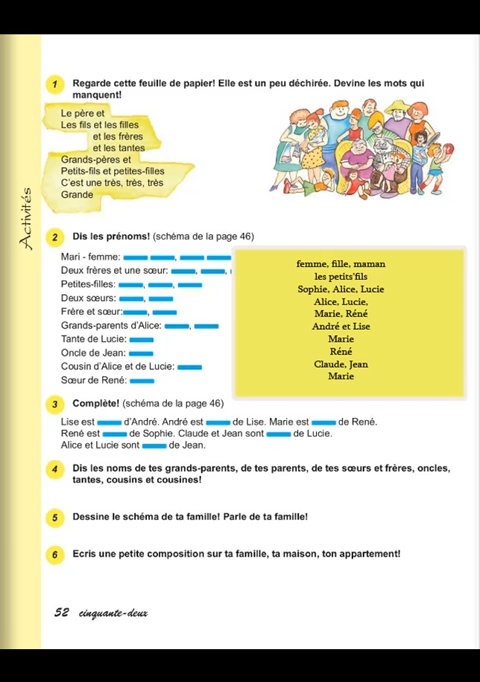 1 Regarde cette feuille de papier! Elle est un peu déchirée. Devine les mots qui
manquent!
Le père et
Les fils et les filles
et les frères
et les tantes
Grands-pères et
Petits-fils et petites-filles
C'est une très, très, très
Grande
Activités
2 Dis les prénoms! (schéma de la page 46)
Mari - femme:
Deux frères et une sœur: , ,
Petites-filles: , ,
Deux sœurs: ,
Frère et sœur: ,
Grands-parents d'Alice: ,
Tante de Lucie:
Oncle de Jean:
Cousin d'Alice et de Lucie:
Sœur de René:
femme, fille, maman
les petits'fils
Sophie, Alice, Lucie
Alice, Lucie,
Marie, Réné
André et Lise
Marie
Réné
Claude, Jean
Marie
3 Complète! (schéma de la page 46)
Lise est d'André. André est de Lise. Marie est de René.
René est de Sophie. Claude et Jean sont de Lucie.
Alice et Lucie sont de Jean.
4 Dis les noms de tes grands-parents, de tes parents, de tes sœurs et frères, oncles,
tantes, cousins et cousines!
5 Dessine le schéma de ta famille! Parle de ta famille!
6 Ecris une petite composition sur ta famille, ta maison, ton appartement!
52 cinquante-deux